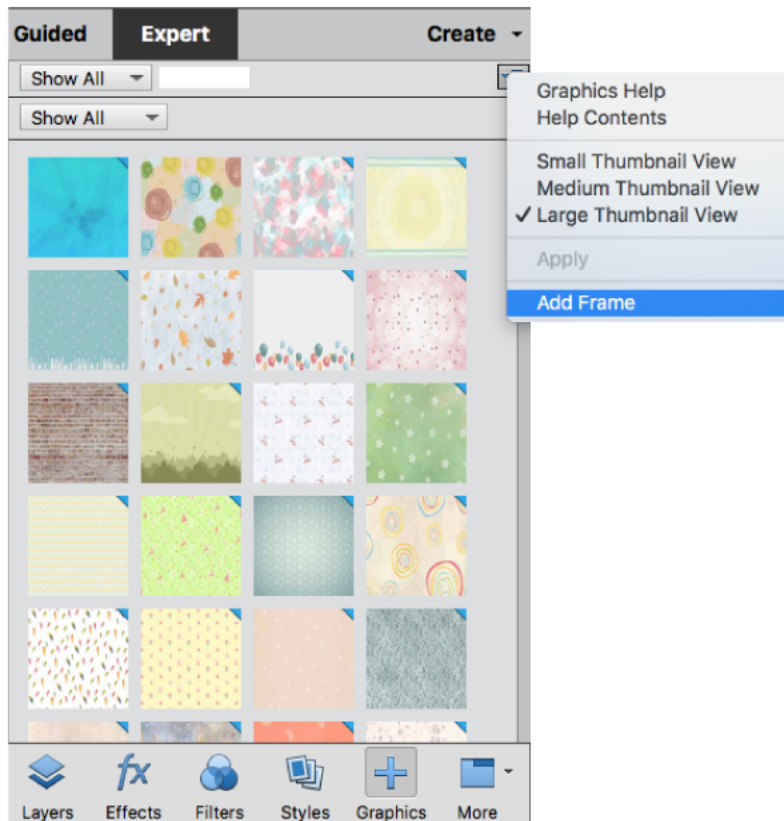 Guided Expert Create
Show All
Show All
Graphics Help
Help Contents
Small Thumbnail View
Medium Thumbnail View
✓ Large Thumbnail View
Apply
Add Frame
fx
Layers Effects Filters Styles Graphics More